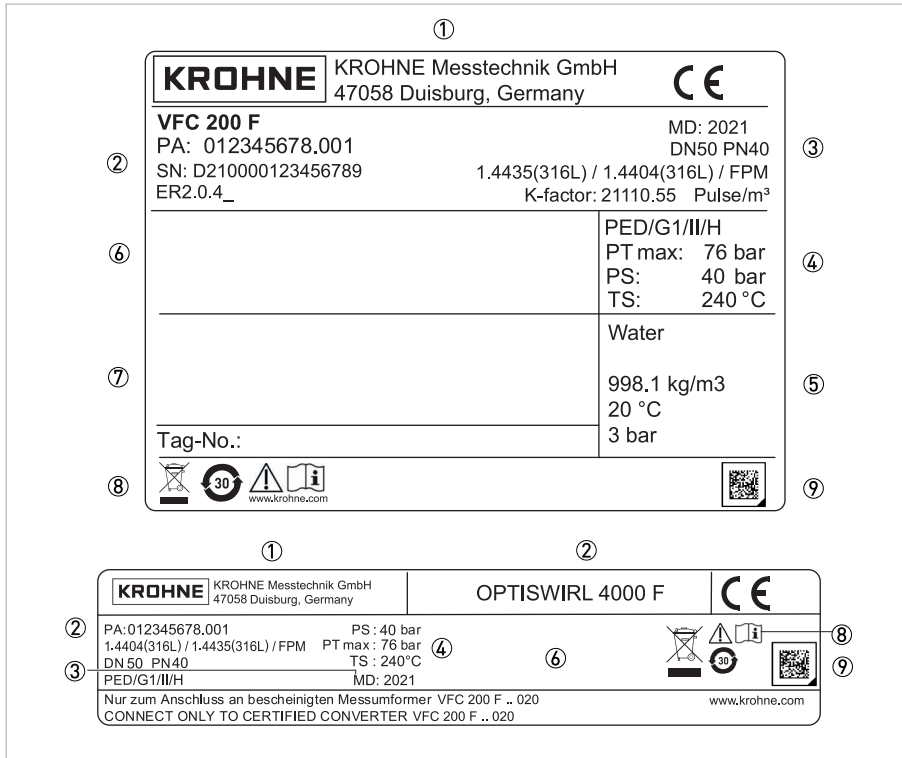 ①
KROHNE KROHNE Messtechnik GmbH
47058 Duisburg, Germany
CE
VFC 200 F
PA: 012345678.001
SN: D210000123456789
ER2.0.4_
②
MD: 2021
DN50 PN40
1.4435(316L) / 1.4404(316L) / FPM
K-factor: 21110.55 Pulse/m³
③
⑥
PED/G1/II/H
PT max: 76 bar
PS: 40 bar
TS: 240 °C
④
⑦
Water
998.1 kg/m3
20 °C
3 bar
⑤
Tag-No.:
⑧
30
i
www.krohne.com
⑨
① ②
KROHNE KROHNE Messtechnik GmbH
47058 Duisburg, Germany
OPTISWIRL 4000 F
CE
② PA:012345678.001
1.4404(316L) / 1.4435(316L) / FPM
DN 50 PN 40
③
PED/G1/II/H
PS : 40 bar
PT max : 76 bar
TS : 240°C
MD: 2021
④
⑥
i
30
⑧
⑨
Nur zum Anschluss an bescheinigten Messumformer VFC 200 F .. 020
CONNECT ONLY TO CERTIFIED CONVERTER VFC 200 F .. 020
www.krohne.com